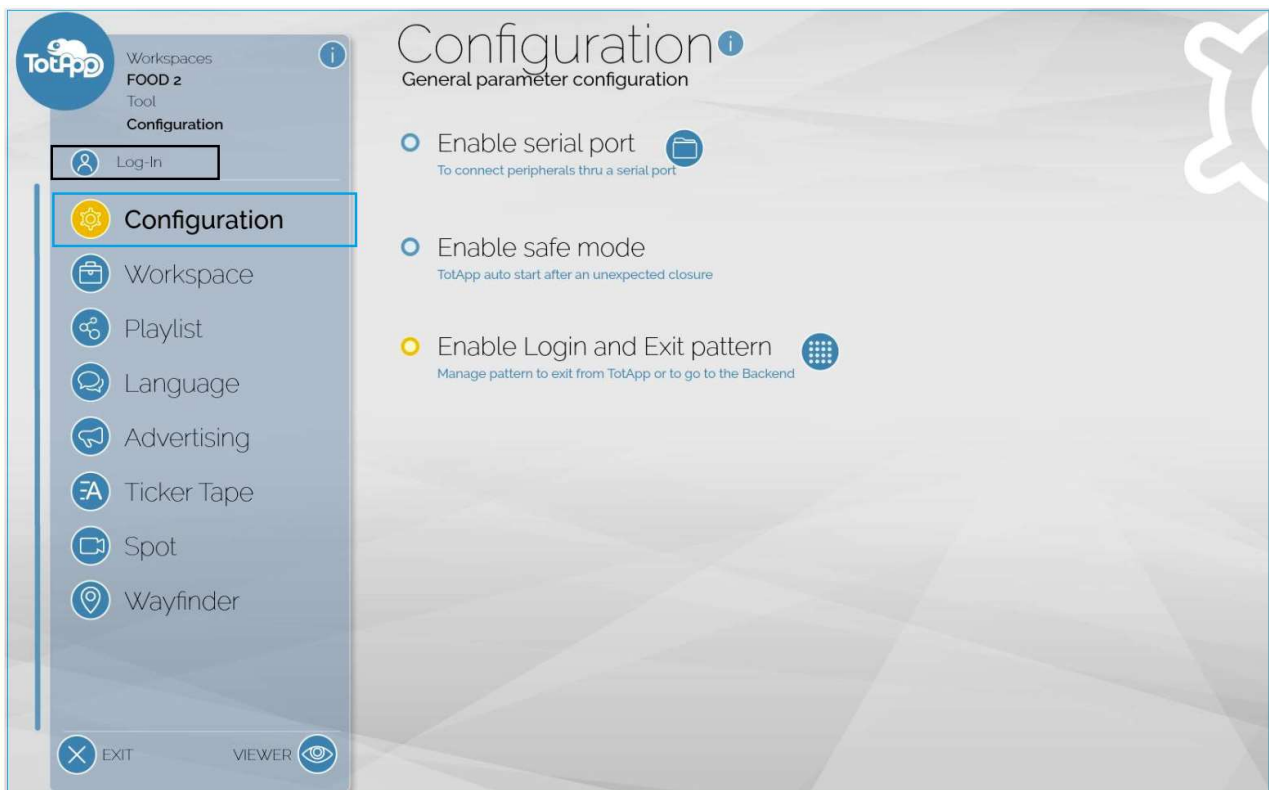 TotApp
Workspaces
FOOD 2
Tool
Configuration
Log-In
Configuration
Workspace
Playlist
Language
Advertising
Ticker Tape
Spot
Wayfinder
EXIT
VIEWER
Configuration
General parameter configuration
Enable serial port
To connect peripherals thru a serial port
Enable safe mode
TotApp auto start after an unexpected closure
Enable Login and Exit pattern
Manage pattern to exit from TotApp or to go to the Backend